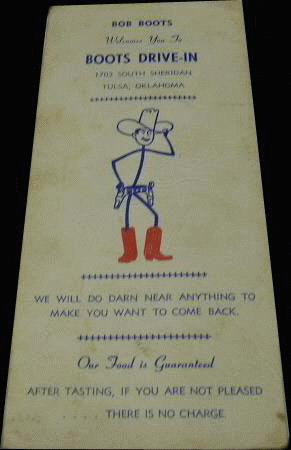 BOB BOOTS
Welcomes You To
BOOTS DRIVE-IN
1703 SOUTH SHERIDAN
TULSA, OKLAHOMA
WE WILL DO DARN NEAR ANYTHING TO
MAKE YOU WANT TO COME BACK.
Our Food is Guaranteed
AFTER TASTING, IF YOU ARE NOT PLEASED
. . . . THERE IS NO CHARGE.